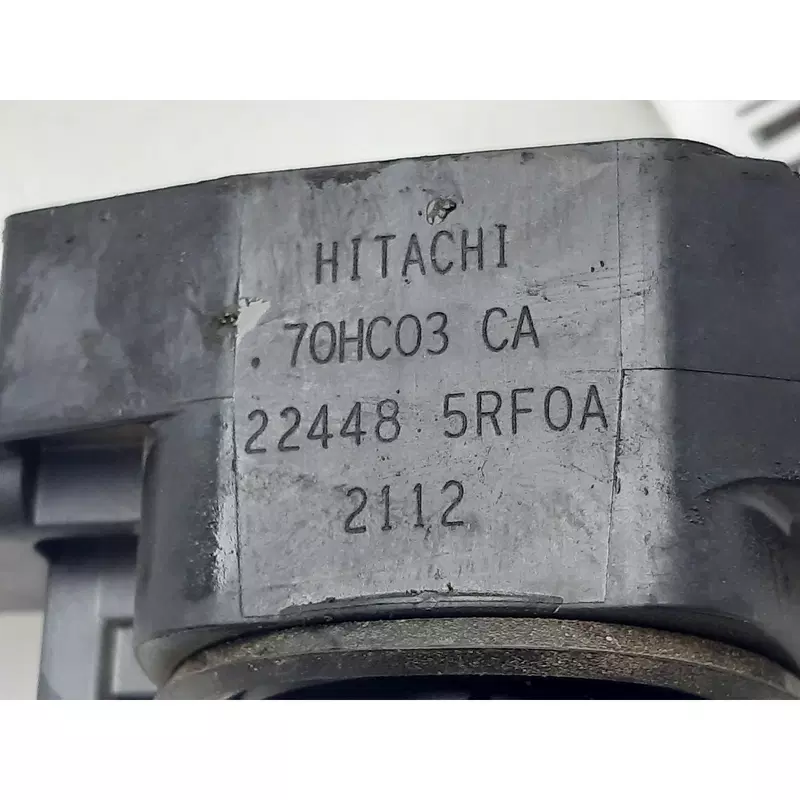 HITACHI
.70HC03 CA
22448 5RF0A
2112